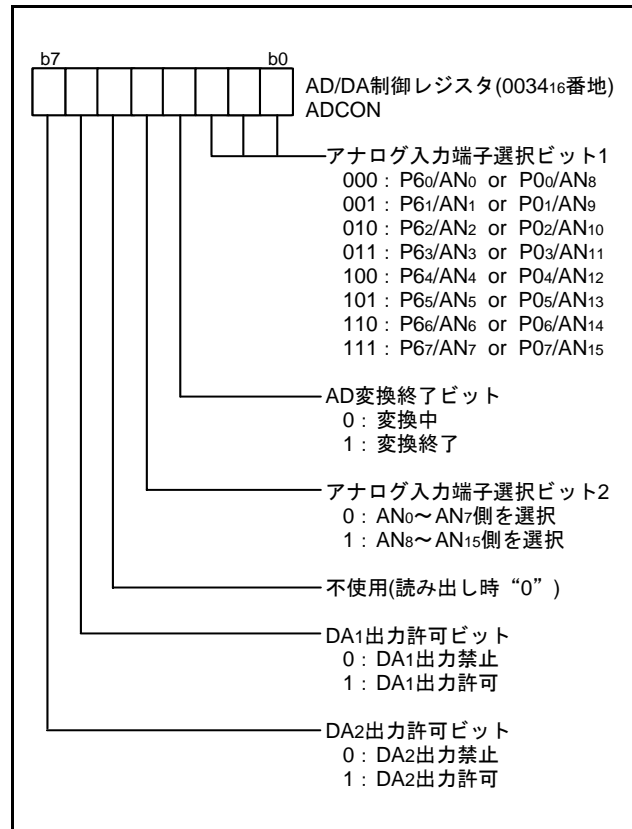 b7 b0
AD/DA制御レジスタ(003416番地)
ADCON
アナログ入力端子選択ビット1
000 : P60/AN0 or P00/AN8
001 : P61/AN1 or P01/AN9
010 : P62/AN2 or P02/AN10
011 : P63/AN3 or P03/AN11
100 : P64/AN4 or P04/AN12
101 : P65/AN5 or P05/AN13
110 : P66/AN6 or P06/AN14
111 : P67/AN7 or P07/AN15
AD変換終了ビット
0 : 変換中
1 : 変換終了
アナログ入力端子選択ビット2
0 : AN0～AN7側を選択
1 : AN8～AN15側を選択
不使用(読み出し時“0”)
DA1出力許可ビット
0 : DA1出力禁止
1 : DA1出力許可
DA2出力許可ビット
0 : DA2出力禁止
1 : DA2出力許可